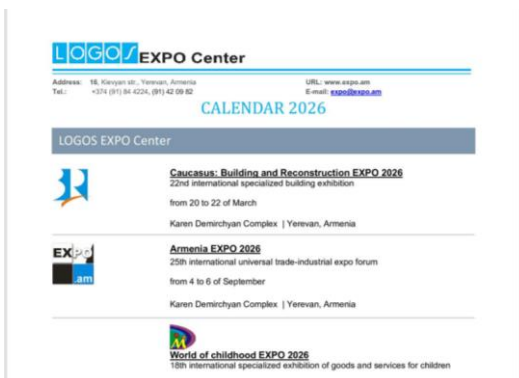 LOGOS EXPO Center
Address: 16, Kievyan str., Yerevan, Armenia
URL: www.expo.am
Tel.: +374 (91) 84 4224, (91) 42 09 82
E-mail: expo@expo.am
CALENDAR 2026
LOGOS EXPO Center
Caucasus: Building and Reconstruction EXPO 2026
22nd international specialized building exhibition
from 20 to 22 of March
Karen Demirchyan Complex | Yerevan, Armenia
EXPO
.am
Armenia EXPO 2026
25th international universal trade-industrial expo forum
from 4 to 6 of September
Karen Demirchyan Complex | Yerevan, Armenia
World of childhood EXPO 2026
18th international specialized exhibition of goods and services for children